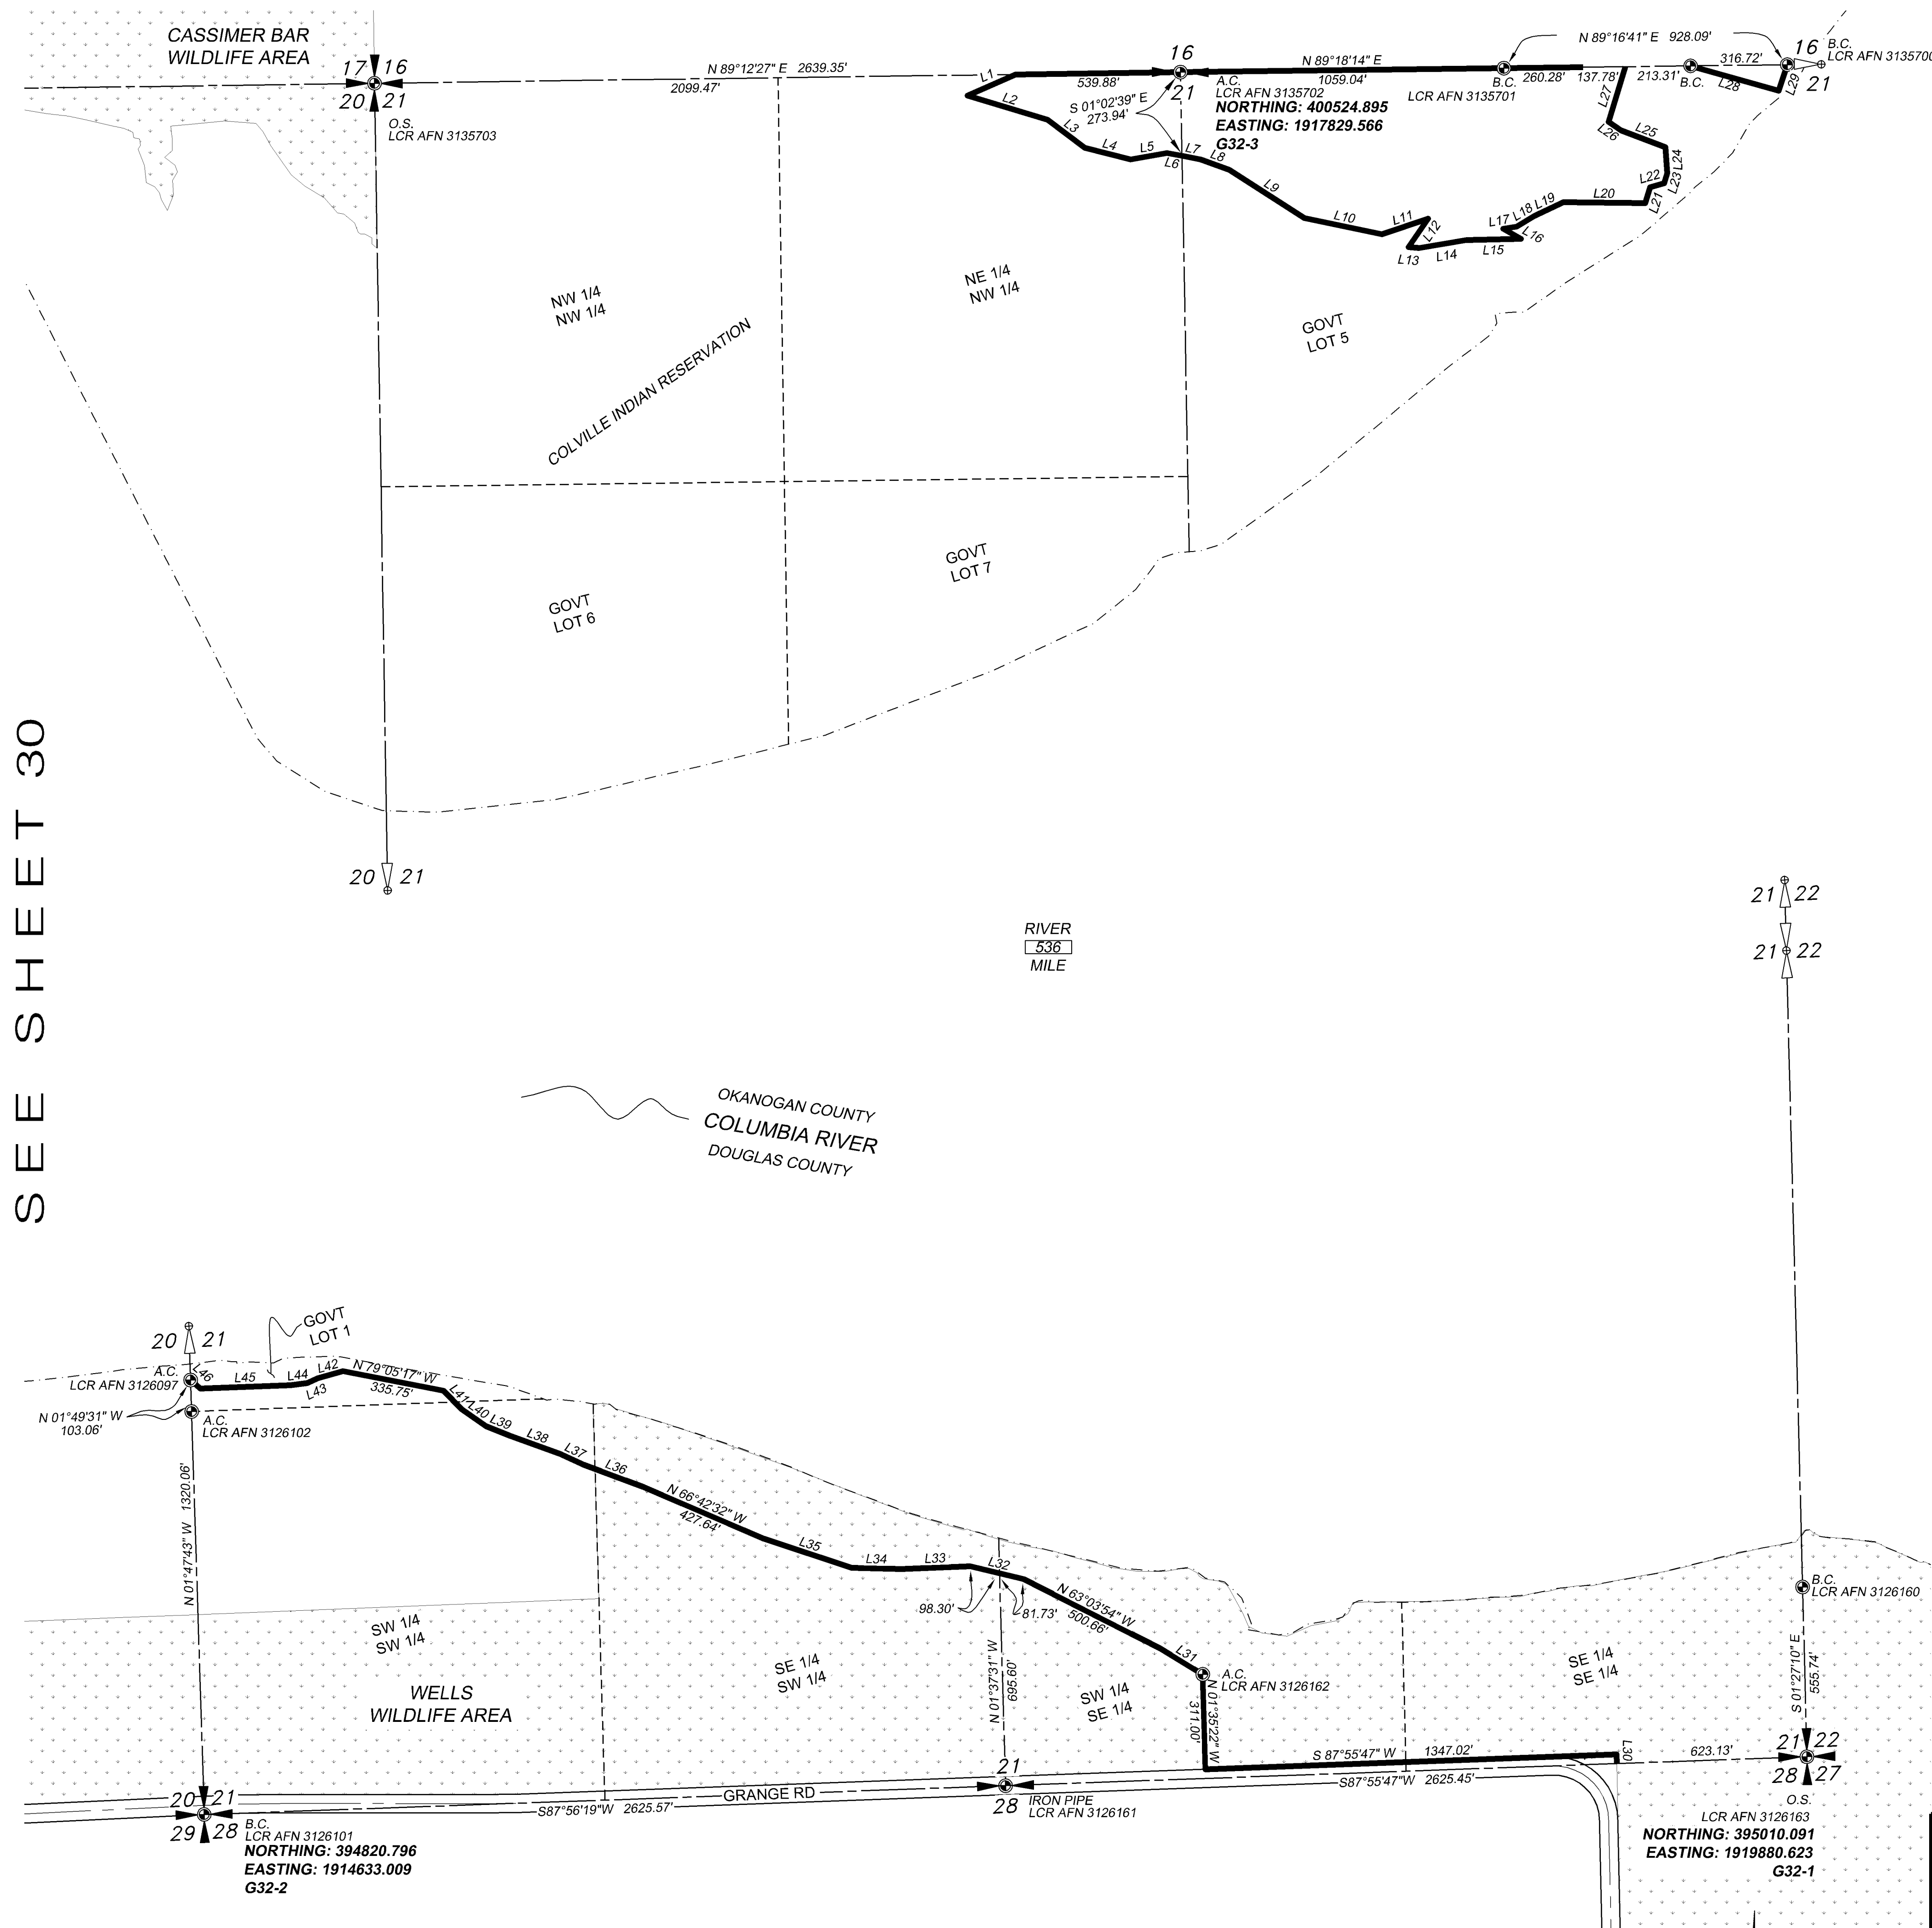 CASSIMER BAR
WILDLIFE AREA
17 16
20 21
O.S.
LCR AFN 3135703
N 89°12'27" E 2639.35'
2099.47'
L1
539.88'
16
21
A.C.
LCR AFN 3135702
NORTHING: 400524.895
EASTING: 1917829.566
G32-3
S 01°02'39" E
273.94'
N 89°18'14" E
1059.04'
N 89°16'41" E 928.09'
B.C.
LCR AFN 3135701
260.28'
137.78'
213.31'
B.C.
316.72'
16
21
B.C.
LCR AFN 3135700
L2
L3
L4
L5
L6
L7
L8
L9
L10
L11
L12
L13
L14
L15
L16
L17
L18
L19
L20
L21
L22
L23
L24
L25
L26
L27
L28
L29
NW 1/4
NW 1/4
NE 1/4
NW 1/4
GOVT
LOT 5
COLVILLE INDIAN RESERVATION
GOVT
LOT 7
GOVT
LOT 6
SEE SHEET 30
20 21
21 22
21 22
RIVER
536
MILE
OKANOGAN COUNTY
COLUMBIA RIVER
DOUGLAS COUNTY
GOVT
LOT 1
20 21
A.C.
LCR AFN 3126097
N 01°49'31" W
103.06'
A.C.
LCR AFN 3126102
L46
L45
L44
L43
L42
N 79°05'17" W
335.75'
L41
L40
L39
L38
L37
L36
N 66°42'32" W
427.64'
L35
L34
L33
L32
98.30'
81.73'
N 63°03'54" W
500.66'
L31
A.C.
LCR AFN 3126162
N 01°47'43" W 1320.06'
N 01°37'31" W
695.60'
N 01°35'22" W
311.00'
B.C.
LCR AFN 3126160
S 01°27'10" E
555.74'
SW 1/4
SW 1/4
SE 1/4
SW 1/4
SW 1/4
SE 1/4
SE 1/4
SE 1/4
WELLS
WILDLIFE AREA
S 87°55'47" W 1347.02'
L30
623.13'
21 22
28 27
O.S.
LCR AFN 3126163
NORTHING: 395010.091
EASTING: 1919880.623
G32-1
S87°55'47"W 2625.45'
21
28
IRON PIPE
LCR AFN 3126161
GRANGE RD
S87°56'19"W 2625.57'
20 21
29 28
B.C.
LCR AFN 3126101
NORTHING: 394820.796
EASTING: 1914633.009
G32-2